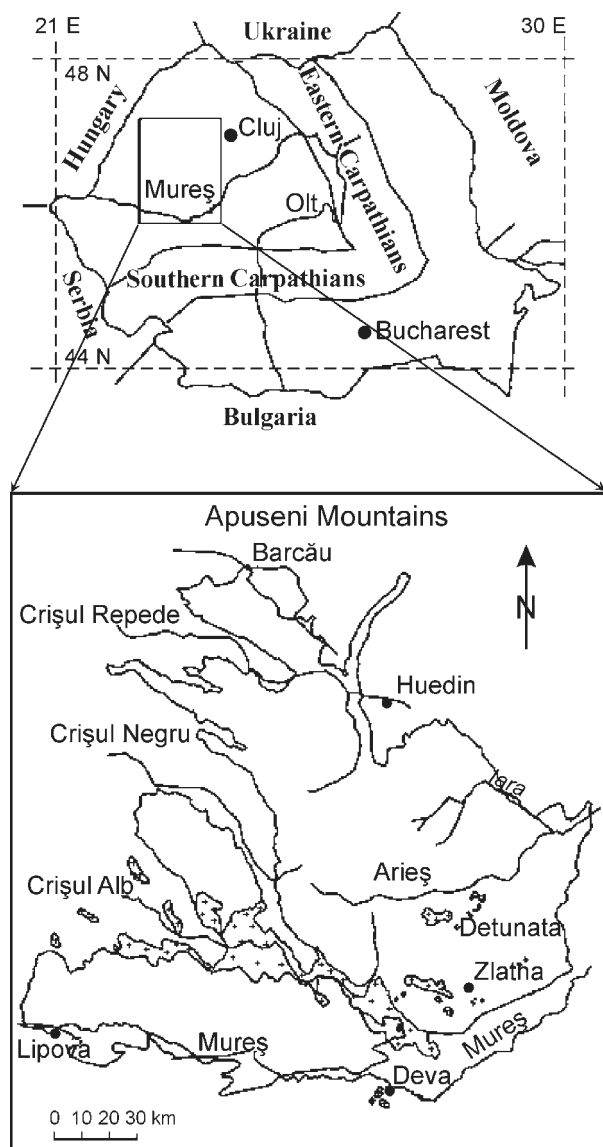 21 E
Ukraine
30 E
48 N
Hungary
Eastern Carpathians
Moldova
Cluj
Mureş
Olt
Southern Carpathians
Serbia
Bucharest
44 N
Bulgaria
Apuseni Mountains
Barcău
Crişul Repede
N
Huedin
Crişul Negru
Iara
Arieş
Crişul Alb
Detunata
Zlatna
Mureş
Mureş
Lipova
Deva
0 10 20 30 km